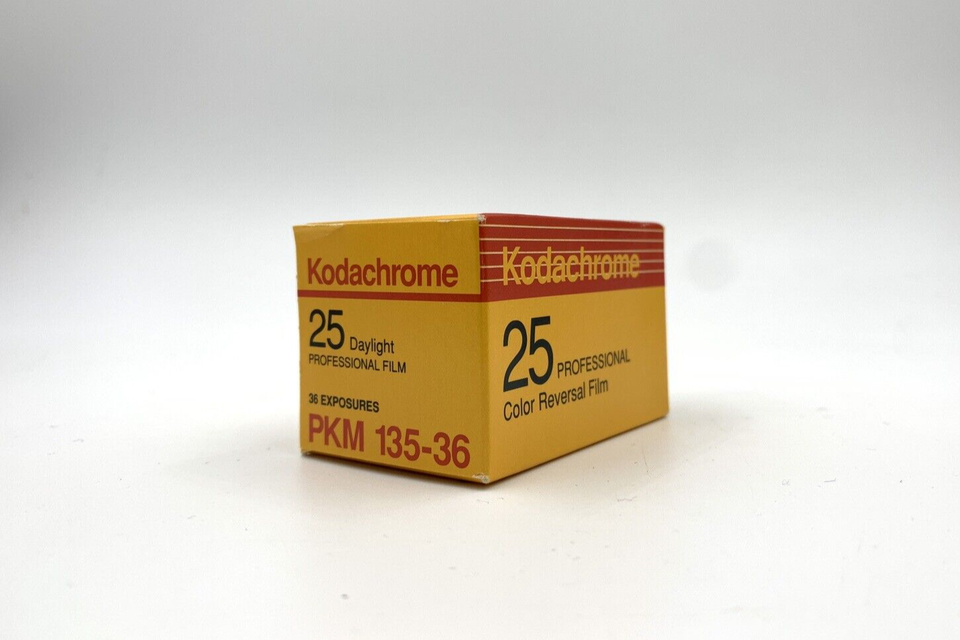 Kodachrome
25 Daylight
PROFESSIONAL FILM
36 EXPOSURES
PKM 135-36
Kodachrome
25 PROFESSIONAL
Color Reversal Film